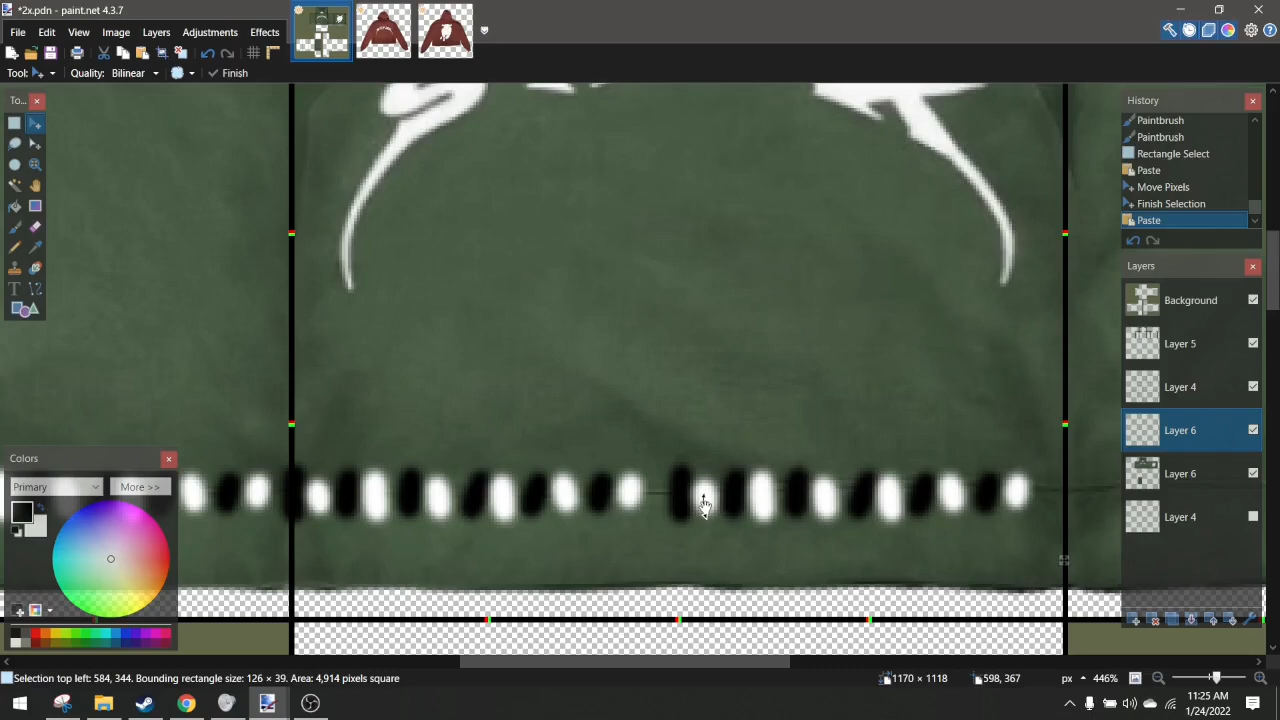 *2x.pdn - paint.net 4.3.7
File Edit View Image Layers Adjustments Effects
Tool: Quality: Bilinear Finish
To...
History
Paintbrush
Paintbrush
Rectangle Select
Paste
Move Pixels
Finish Selection
Paste
Layers
Background
Layer 5
Layer 4
Layer 6
Layer 6
Layer 4
Colors
Primary More >>
Selection top left: 584, 344. Bounding rectangle size: 126 × 39. Area: 4,914 pixels square 1170 × 1118 598, 367 px 446%
11:25 AM
1/24/2022